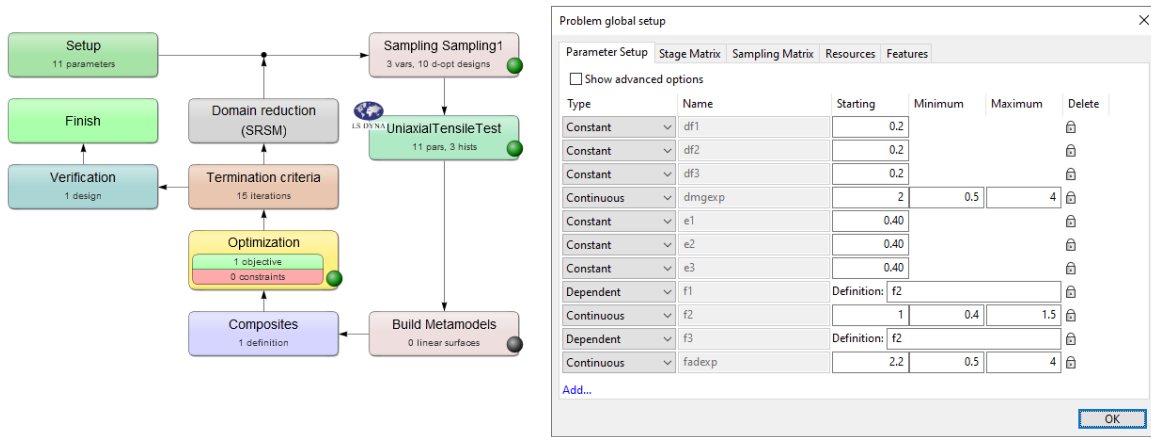 Setup
11 parameters
Sampling Sampling1
3 vars, 10 d-opt designs
Finish
Domain reduction
(SRSM)
LS DYNA
UniaxialTensileTest
11 pars, 3 hists
Verification
1 design
Termination criteria
15 iterations
Optimization
1 objective
0 constraints
Composites
1 definition
Build Metamodels
0 linear surfaces
Problem global setup
Parameter Setup Stage Matrix Sampling Matrix Resources Features
Show advanced options
Type Name Starting Minimum Maximum Delete
Constant df1 0.2
Constant df2 0.2
Constant df3 0.2
Continuous dmgexp 2 0.5 4
Constant e1 0.40
Constant e2 0.40
Constant e3 0.40
Dependent f1 Definition: f2
Continuous f2 1 0.4 1.5
Dependent f3 Definition: f2
Continuous fadexp 2.2 0.5 4
Add...
OK